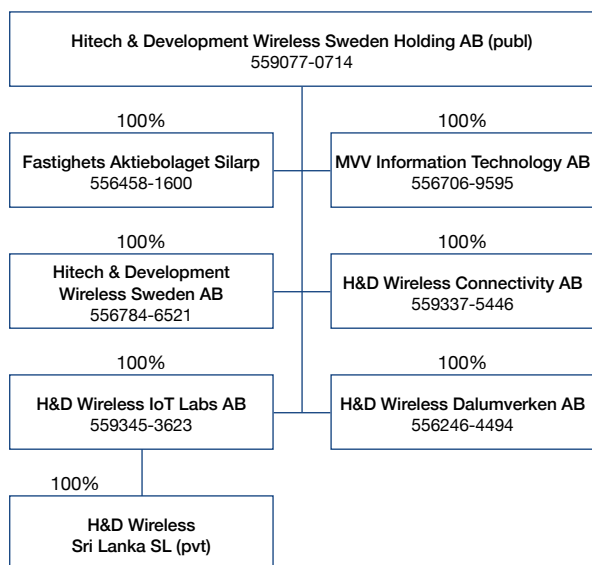 Hitech & Development Wireless Sweden Holding AB (publ)
559077-0714
100%
Fastighets Aktiebolaget Silarp
556458-1600
100%
MVV Information Technology AB
556706-9595
100%
Hitech & Development
Wireless Sweden AB
556784-6521
100%
H&D Wireless Connectivity AB
559337-5446
100%
H&D Wireless IoT Labs AB
559345-3623
100%
H&D Wireless Dalumverken AB
556246-4494
100%
H&D Wireless
Sri Lanka SL (pvt)